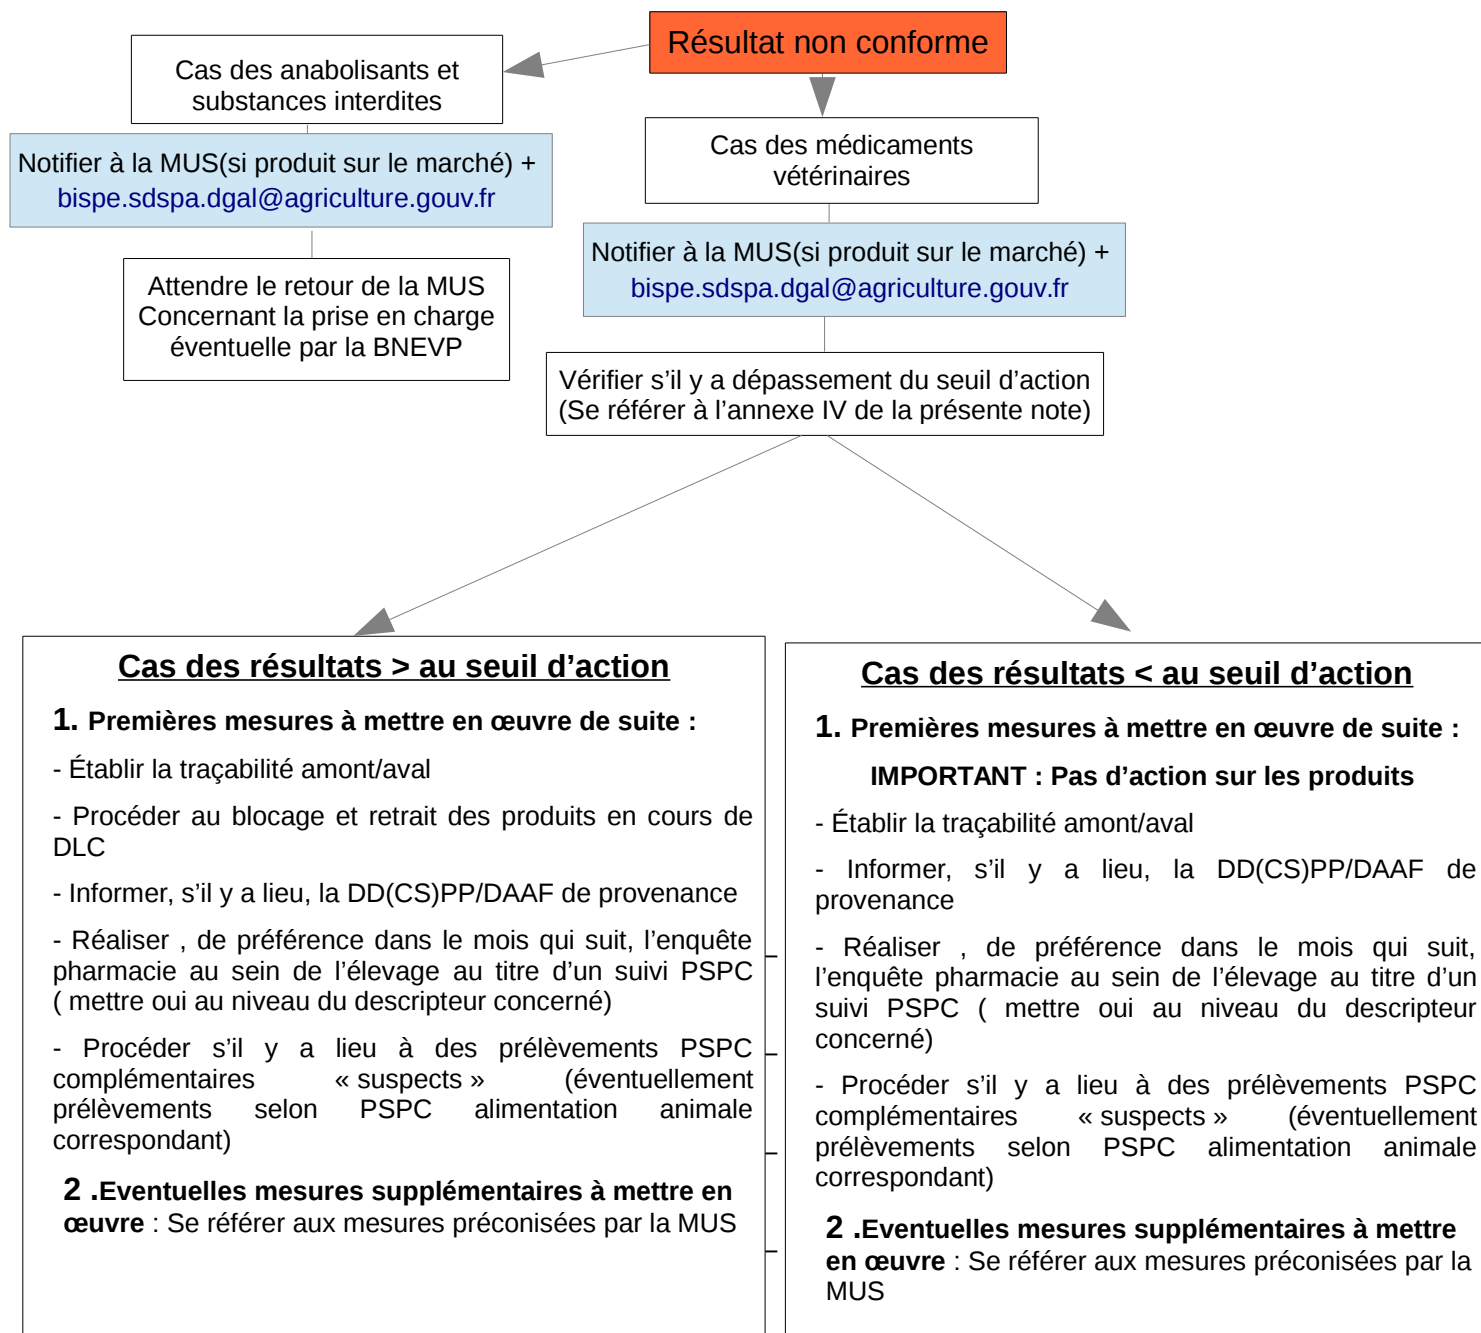 Résultat non conforme
Cas des anabolisants et
substances interdites
Notifier à la MUS(si produit sur le marché) +
bispe.sdspa.dgal@agriculture.gouv.fr
Attendre le retour de la MUS
Concernant la prise en charge
éventuelle par la BNEVP
Cas des médicaments
vétérinaires
Notifier à la MUS(si produit sur le marché) +
bispe.sdspa.dgal@agriculture.gouv.fr
Vérifier s’il y a dépassement du seuil d’action
(Se référer à l’annexe IV de la présente note)
Cas des résultats > au seuil d’action
1. Premières mesures à mettre en œuvre de suite :
- Établir la traçabilité amont/aval
- Procéder au blocage et retrait des produits en cours de
DLC
- Informer, s’il y a lieu, la DD(CS)PP/DAAF de provenance
- Réaliser , de préférence dans le mois qui suit, l’enquête
pharmacie au sein de l’élevage au titre d’un suivi PSPC
( mettre oui au niveau du descripteur concerné)
- Procéder s’il y a lieu à des prélèvements PSPC
complémentaires « suspects » (éventuellement
prélèvements selon PSPC alimentation animale
correspondant)
2 .Eventuelles mesures supplémentaires à mettre en
œuvre : Se référer aux mesures préconisées par la MUS
Cas des résultats < au seuil d’action
1. Premières mesures à mettre en œuvre de suite :
IMPORTANT : Pas d’action sur les produits
- Établir la traçabilité amont/aval
- Informer, s’il y a lieu, la DD(CS)PP/DAAF de
provenance
- Réaliser , de préférence dans le mois qui suit,
l’enquête pharmacie au sein de l’élevage au titre d’un
suivi PSPC ( mettre oui au niveau du descripteur
concerné)
- Procéder s’il y a lieu à des prélèvements PSPC
complémentaires « suspects » (éventuellement
prélèvements selon PSPC alimentation animale
correspondant)
2 .Eventuelles mesures supplémentaires à mettre
en œuvre : Se référer aux mesures préconisées par la
MUS